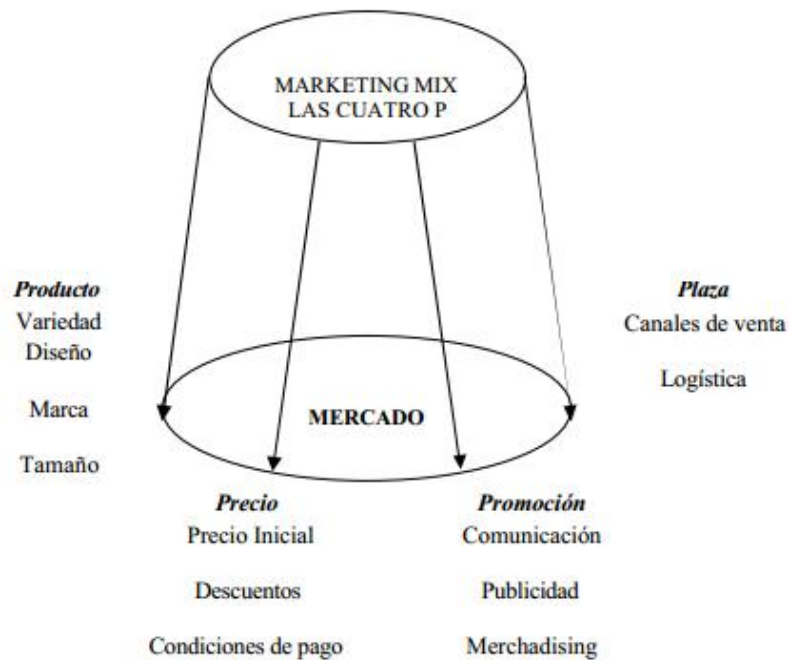 MARKETING MIX
LAS CUATRO P
Producto
Variedad
Diseño
Marca
Tamaño
Plaza
Canales de venta
Logística
MERCADO
Precio
Precio Inicial
Descuentos
Condiciones de pago
Promoción
Comunicación
Publicidad
Merchadising